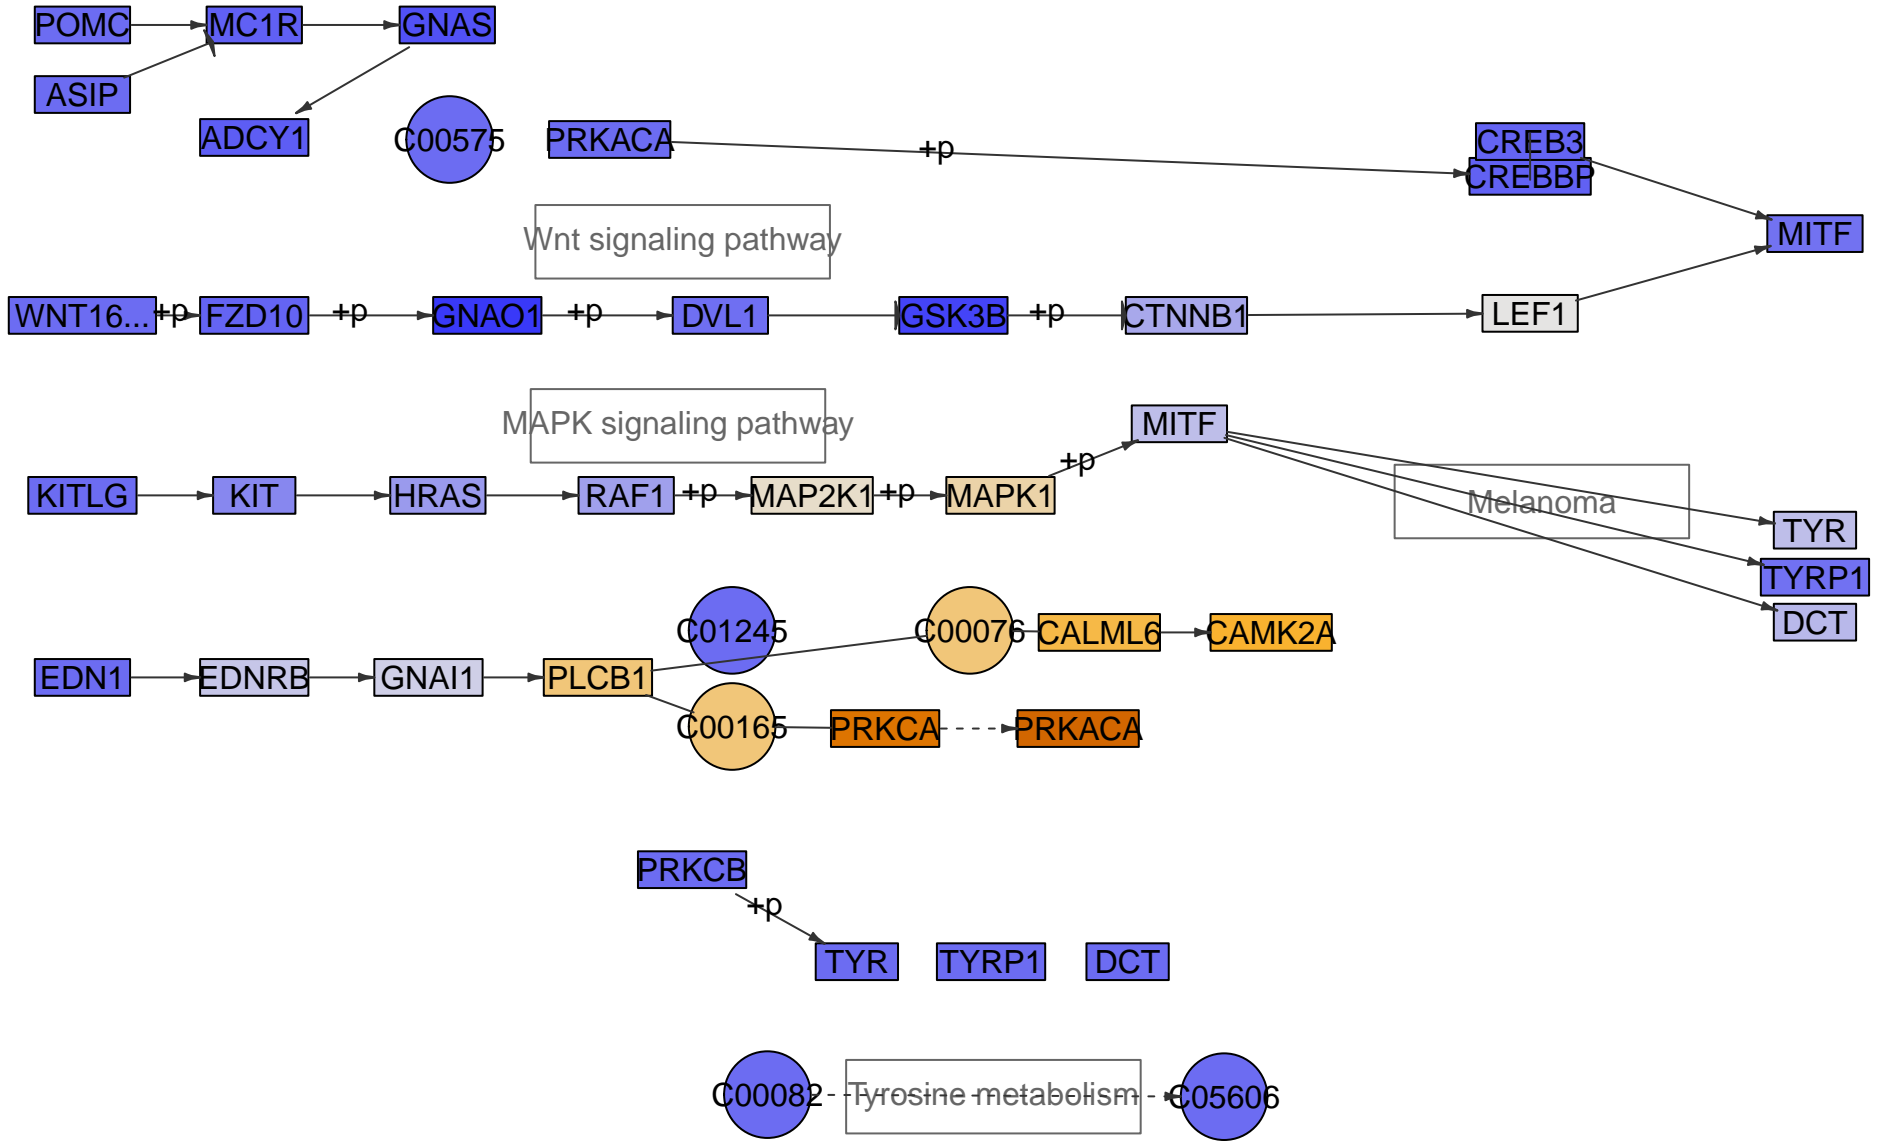 POMC
MC1R
GNAS
ASIP
ADCY1
C00575
PRKACA
+p
CREB3
CREBBP
Wnt signaling pathway
MITF
WNT16...
+p
FZD10
+p
GNAO1
+p
DVL1
GSK3B
+p
CTNNB1
LEF1
MAPK signaling pathway
MITF
+p
KITLG
KIT
HRAS
RAF1
+p
MAP2K1
+p
MAPK1
Melanoma
TYR
TYRP1
DCT
C01245
C00076
CALML6
CAMK2A
EDN1
EDNRB
GNAI1
PLCB1
C00165
PRKCA
PRKACA
PRKCB
+p
TYR
TYRP1
DCT
C00082
Tyrosine metabolism
C05606